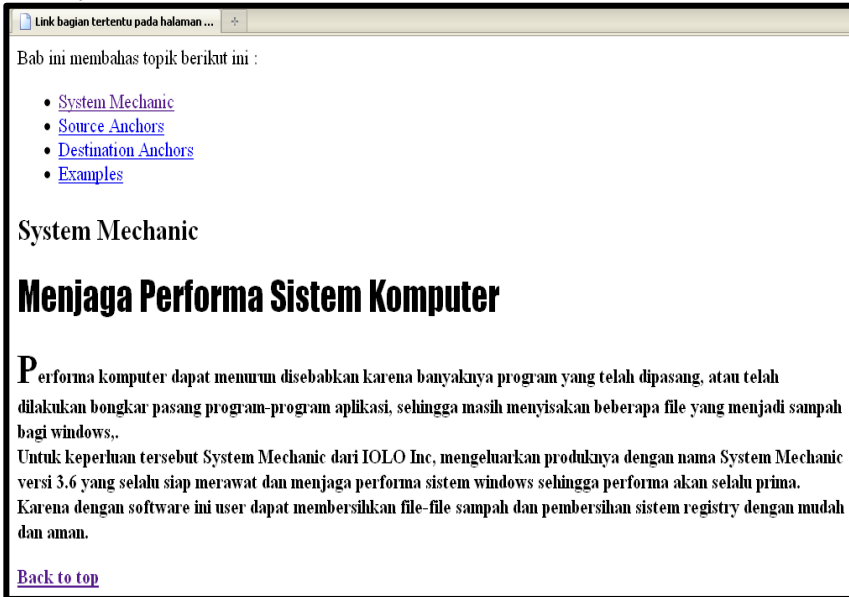 Link bagian tertentu pada halaman ...
Bab ini membahas topik berikut ini :
System Mechanic
Source Anchors
Destination Anchors
Examples
System Mechanic
Menjaga Performa Sistem Komputer
Performa komputer dapat menurun disebabkan karena banyaknya program yang telah dipasang, atau telah
dilakukan bongkar pasang program-program aplikasi, sehingga masih menyisakan beberapa file yang menjadi sampah
bagi windows,.
Untuk keperluan tersebut System Mechanic dari IOLO Inc, mengeluarkan produknya dengan nama System Mechanic
versi 3.6 yang selalu siap merawat dan menjaga performa sistem windows sehingga performa akan selalu prima.
Karena dengan software ini user dapat membersihkan file-file sampah dan pembersihan sistem registry dengan mudah
dan aman.
Back to top